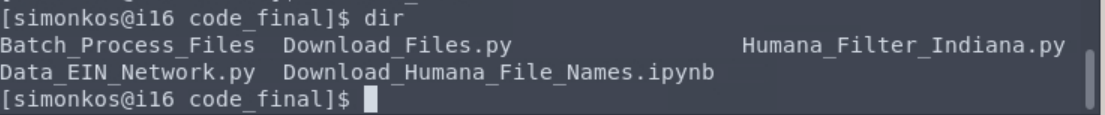 [simonkos@i16 code_final]$ dir
Batch_Process_Files  Download_Files.py                 Humana_Filter_Indiana.py
Data_EIN_Network.py  Download_Humana_File_Names.ipynb
[simonkos@i16 code_final]$